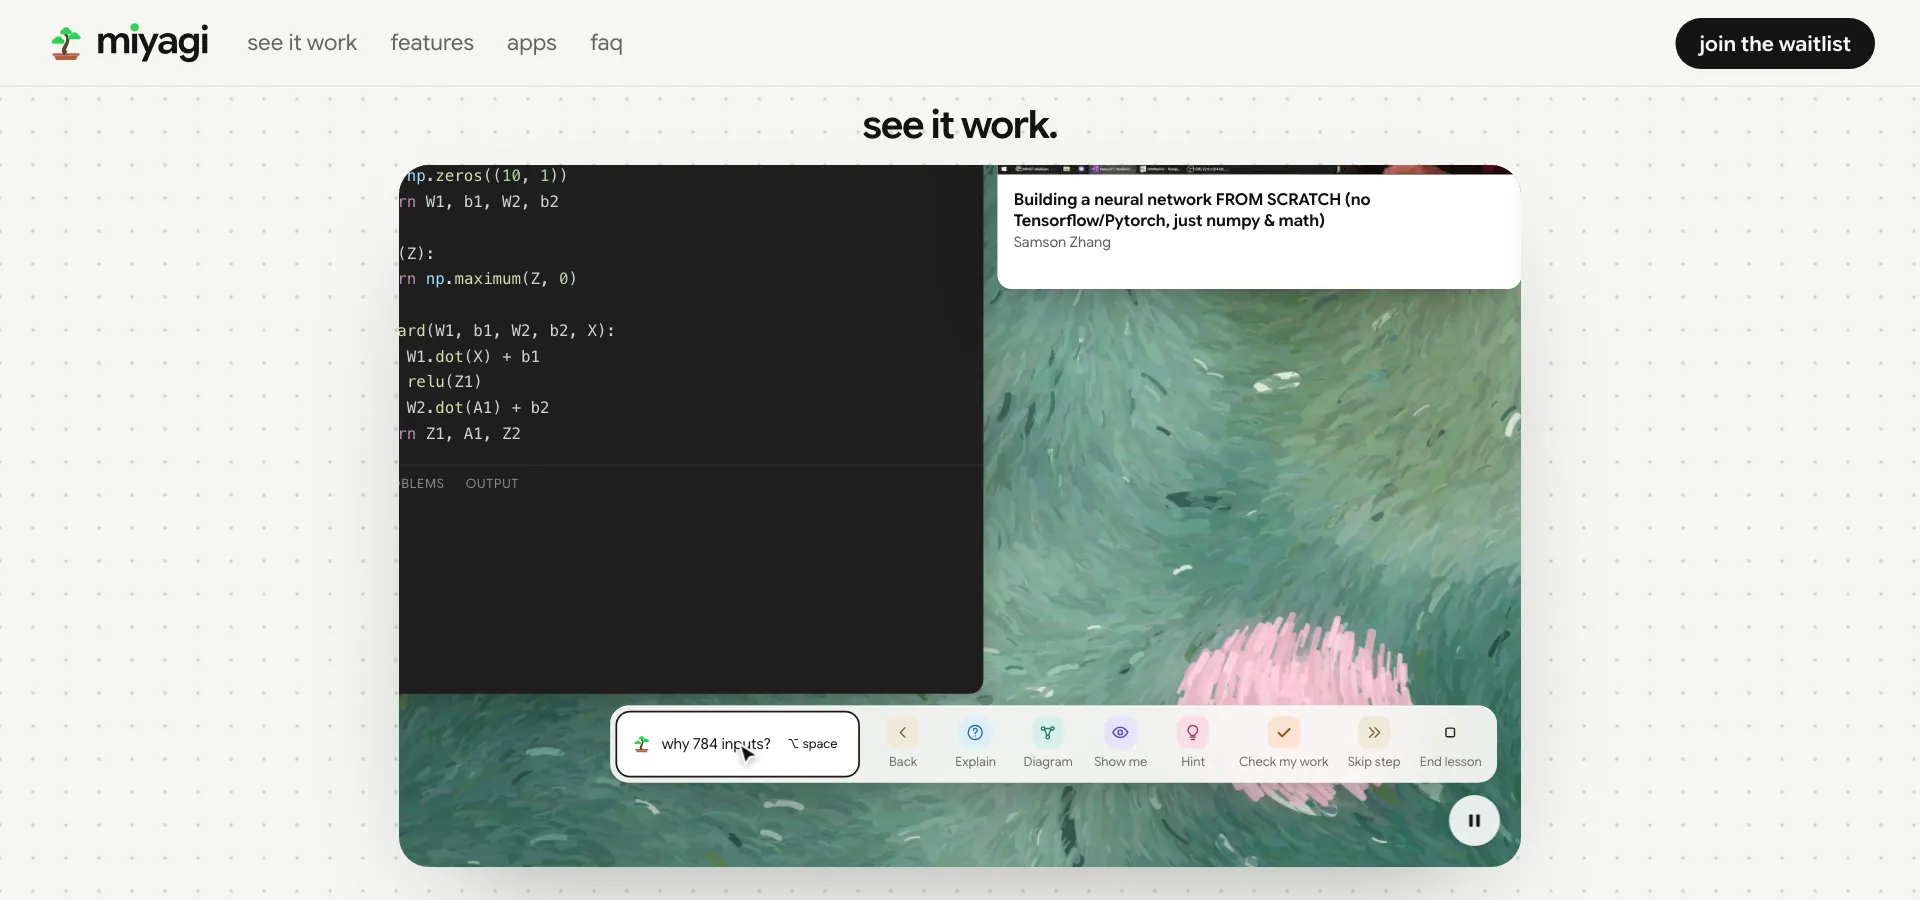 miyagi see it work features apps faq join the waitlist
see it work.
np.zeros((10, 1))
rn W1, b1, W2, b2
(Z):
rn np.maximum(Z, 0)
ard(W1, b1, W2, b2, X):
W1.dot(X) + b1
relu(Z1)
W2.dot(A1) + b2
rn Z1, A1, Z2
OBLEMS OUTPUT
Building a neural network FROM SCRATCH (no
Tensorflow/Pytorch, just numpy & math)
Samson Zhang
why 784 inputs? ⌥ space
Back Explain Diagram Show me Hint Check my work Skip step End lesson